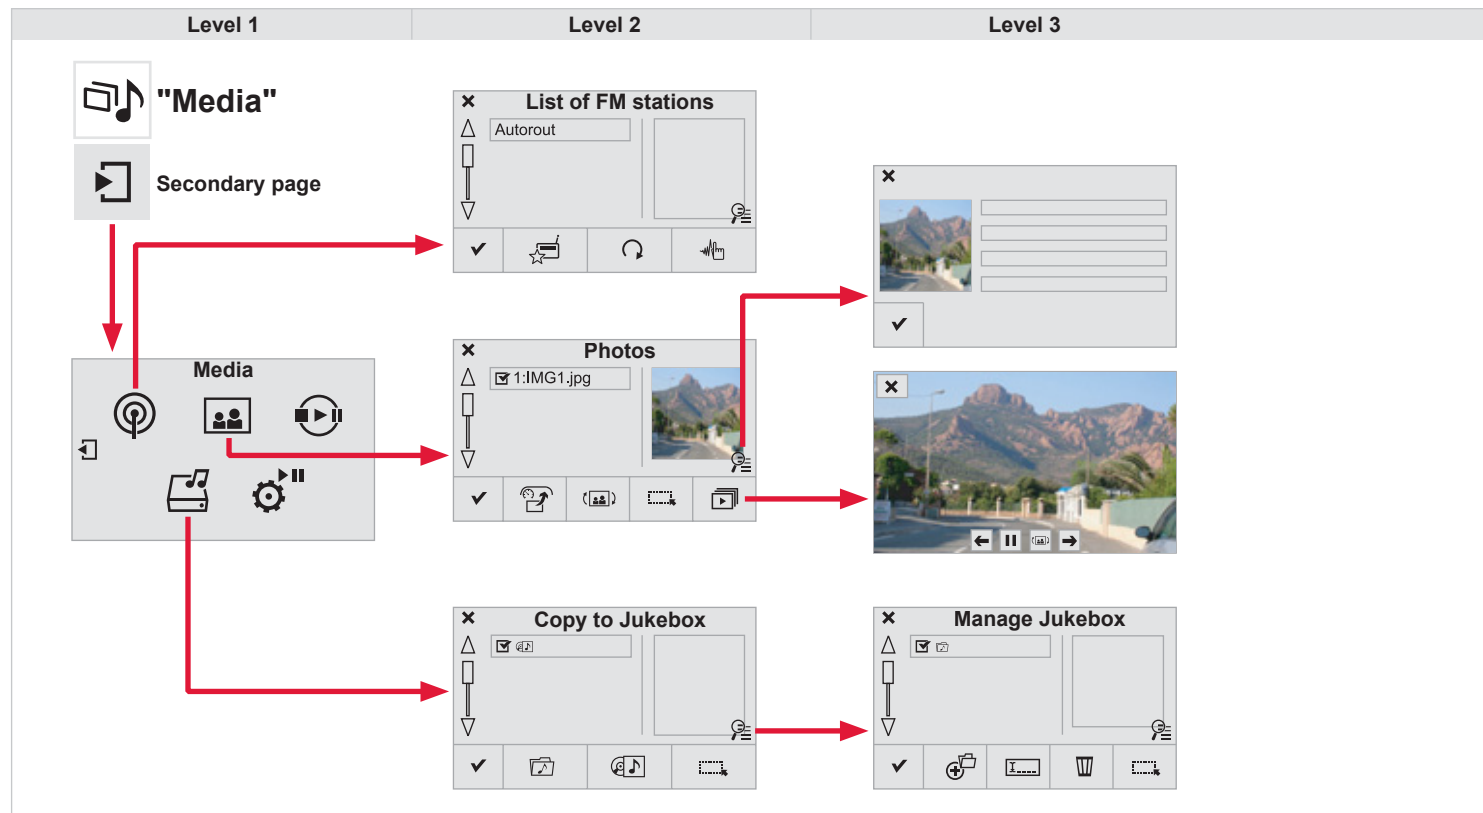 Level 1
Level 2
Level 3
"Media"
Secondary page
List of FM stations
Autorout
Media
Photos
1:IMG1.jpg
Copy to Jukebox
Manage Jukebox